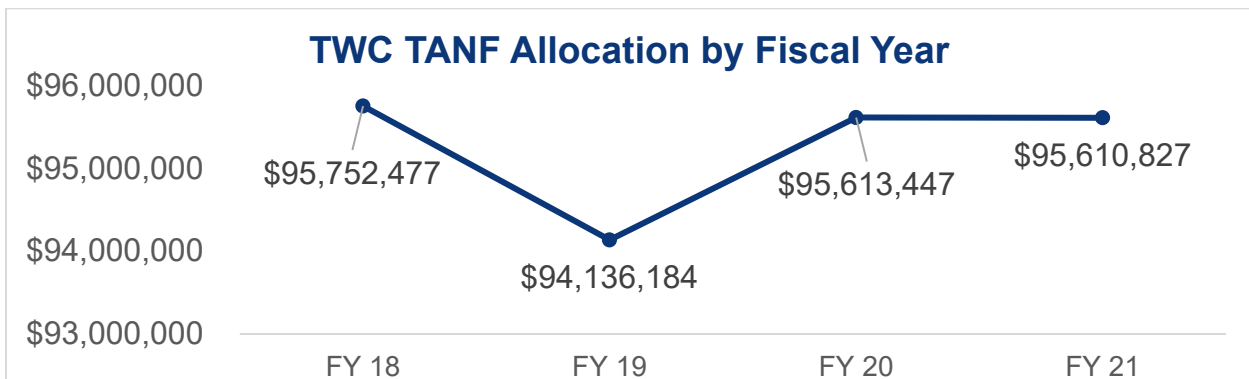 TWC TANF Allocation by Fiscal Year
$96,000,000
$95,000,000
$94,000,000
$93,000,000
$95,752,477
$94,136,184
$95,613,447
$95,610,827
FY 18
FY 19
FY 20
FY 21